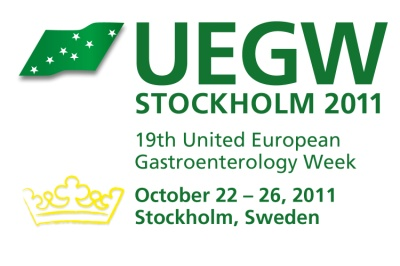 UEGW
STOCKHOLM 2011
19th United European
Gastroenterology Week
October 22 – 26, 2011
Stockholm, Sweden